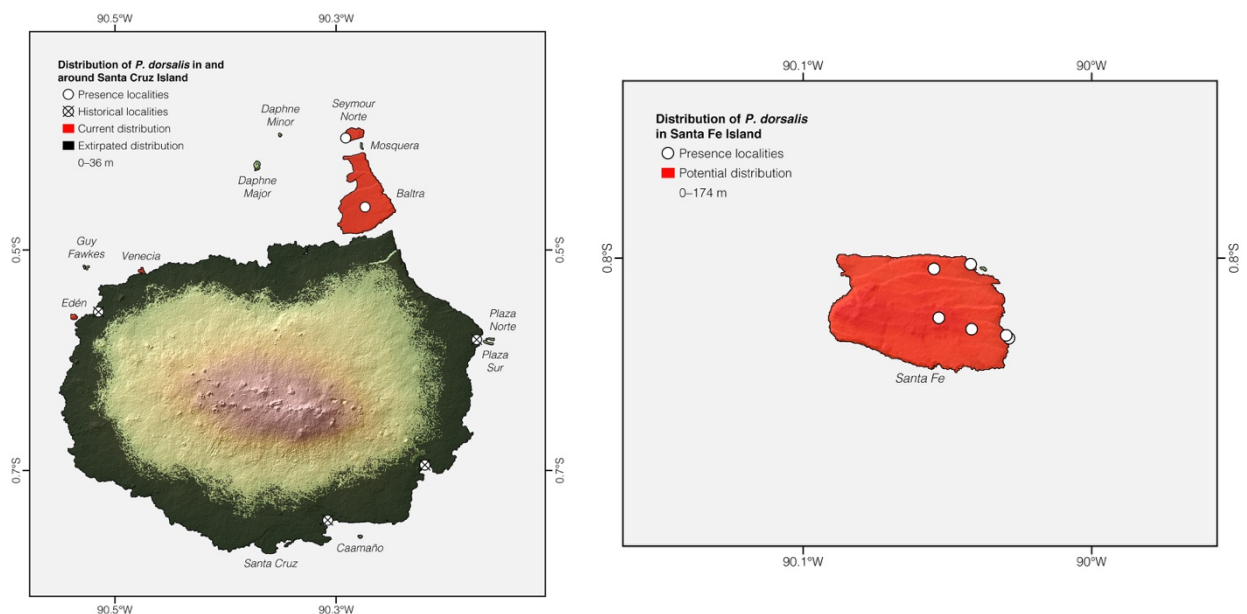 90.5°W
90.3°W
Distribution of P. dorsalis in and
around Santa Cruz Island
Presence localities
Historical localities
Current distribution
Extirpated distribution
0–36 m
Daphne
Minor
Seymour
Norte
Mosquera
Daphne
Major
Baltra
0.5°S
0.5°S
Guy
Fawkes
Venecia
Edén
Plaza
Norte
Plaza
Sur
0.7°S
0.7°S
Caamaño
Santa Cruz
90.5°W
90.3°W
90.1°W
90°W
Distribution of P. dorsalis
in Santa Fe Island
Presence localities
Potential distribution
0–174 m
0.8°S
0.8°S
Santa Fe
90.1°W
90°W